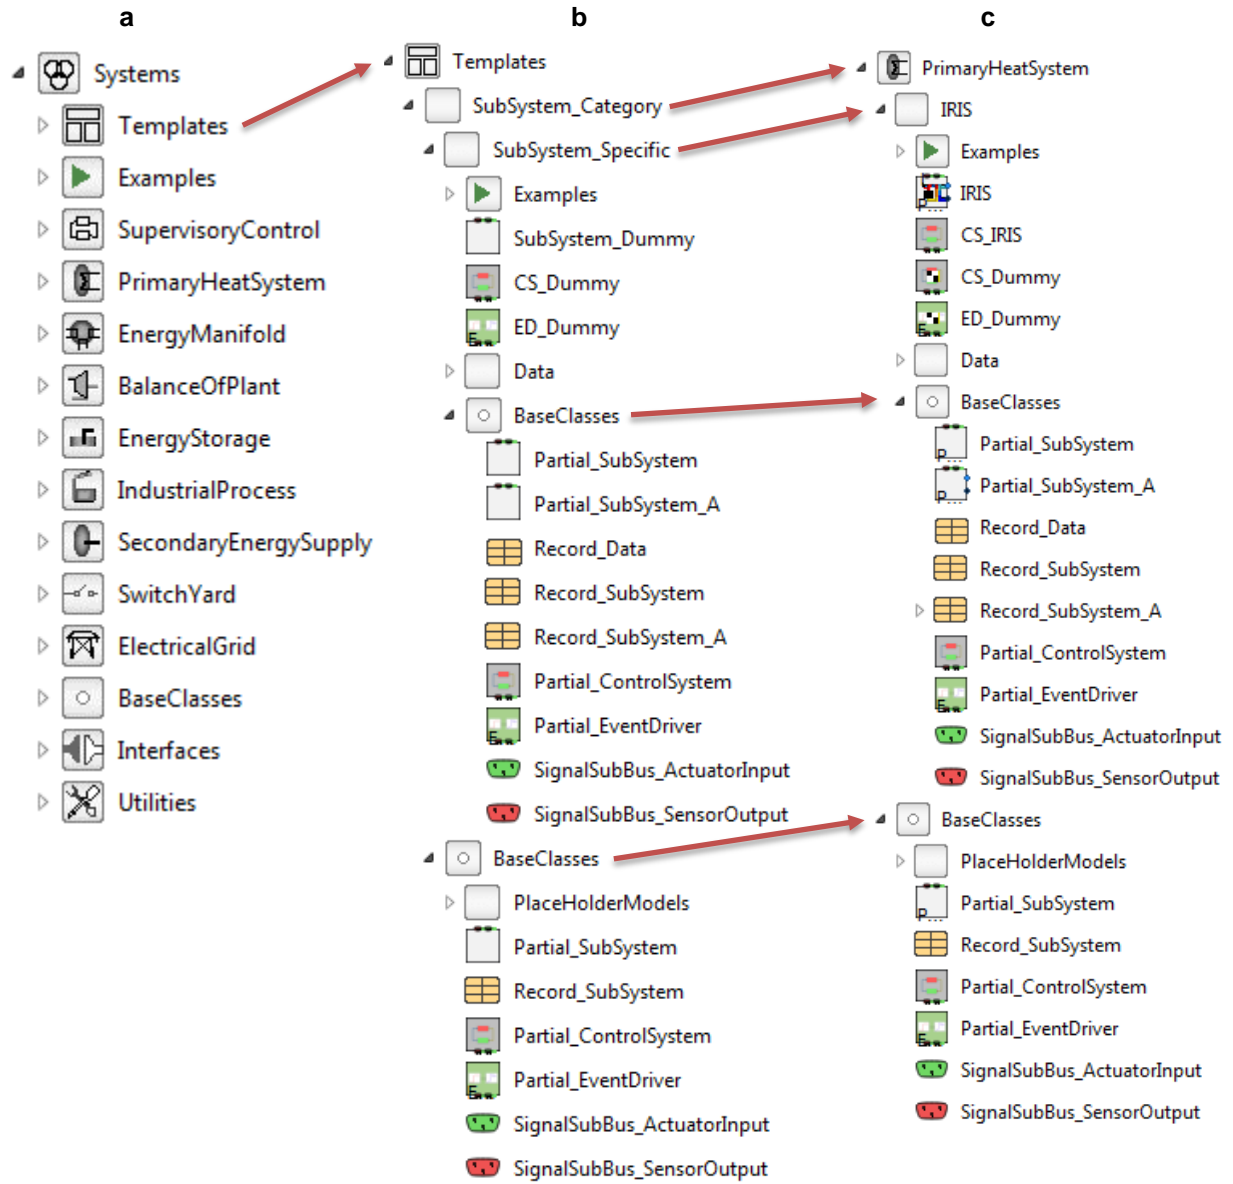 a
Systems
Templates
Examples
SupervisoryControl
PrimaryHeatSystem
EnergyManifold
BalanceOfPlant
EnergyStorage
IndustrialProcess
SecondaryEnergySupply
SwitchYard
ElectricalGrid
BaseClasses
Interfaces
Utilities
b
Templates
SubSystem_Category
SubSystem_Specific
Examples
SubSystem_Dummy
CS_Dummy
ED_Dummy
Data
BaseClasses
Partial_SubSystem
Partial_SubSystem_A
Record_Data
Record_SubSystem
Record_SubSystem_A
Partial_ControlSystem
Partial_EventDriver
SignalSubBus_ActuatorInput
SignalSubBus_SensorOutput
BaseClasses
PlaceHolderModels
Partial_SubSystem
Record_SubSystem
Partial_ControlSystem
Partial_EventDriver
SignalSubBus_ActuatorInput
SignalSubBus_SensorOutput
c
PrimaryHeatSystem
IRIS
Examples
IRIS
CS_IRIS
CS_Dummy
ED_Dummy
Data
BaseClasses
Partial_SubSystem
Partial_SubSystem_A
Record_Data
Record_SubSystem
Record_SubSystem_A
Partial_ControlSystem
Partial_EventDriver
SignalSubBus_ActuatorInput
SignalSubBus_SensorOutput
BaseClasses
PlaceHolderModels
Partial_SubSystem
Record_SubSystem
Partial_ControlSystem
Partial_EventDriver
SignalSubBus_ActuatorInput
SignalSubBus_SensorOutput